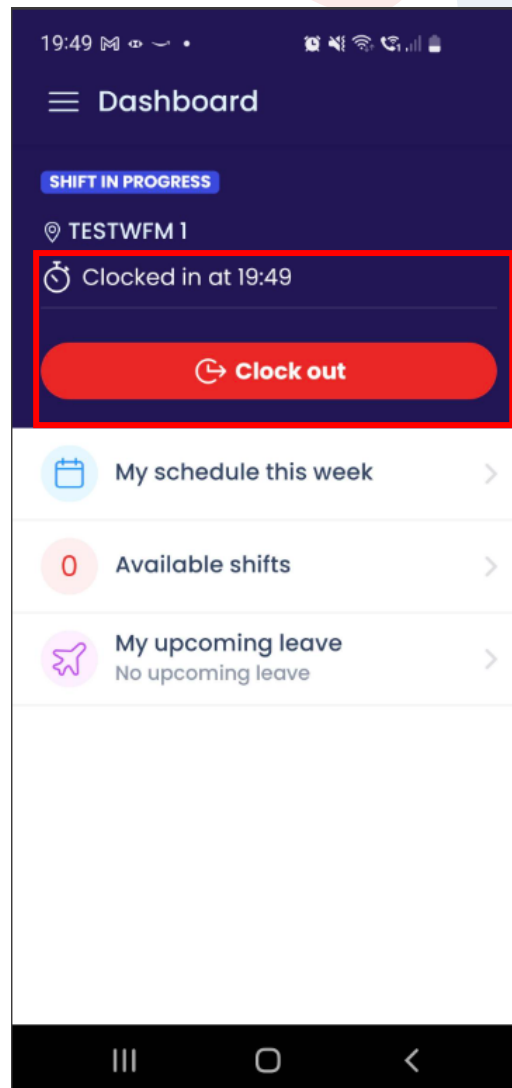 19:49
Dashboard
SHIFT IN PROGRESS
TESTWFM 1
Clocked in at 19:49
Clock out
My schedule this week
0 Available shifts
My upcoming leave
No upcoming leave